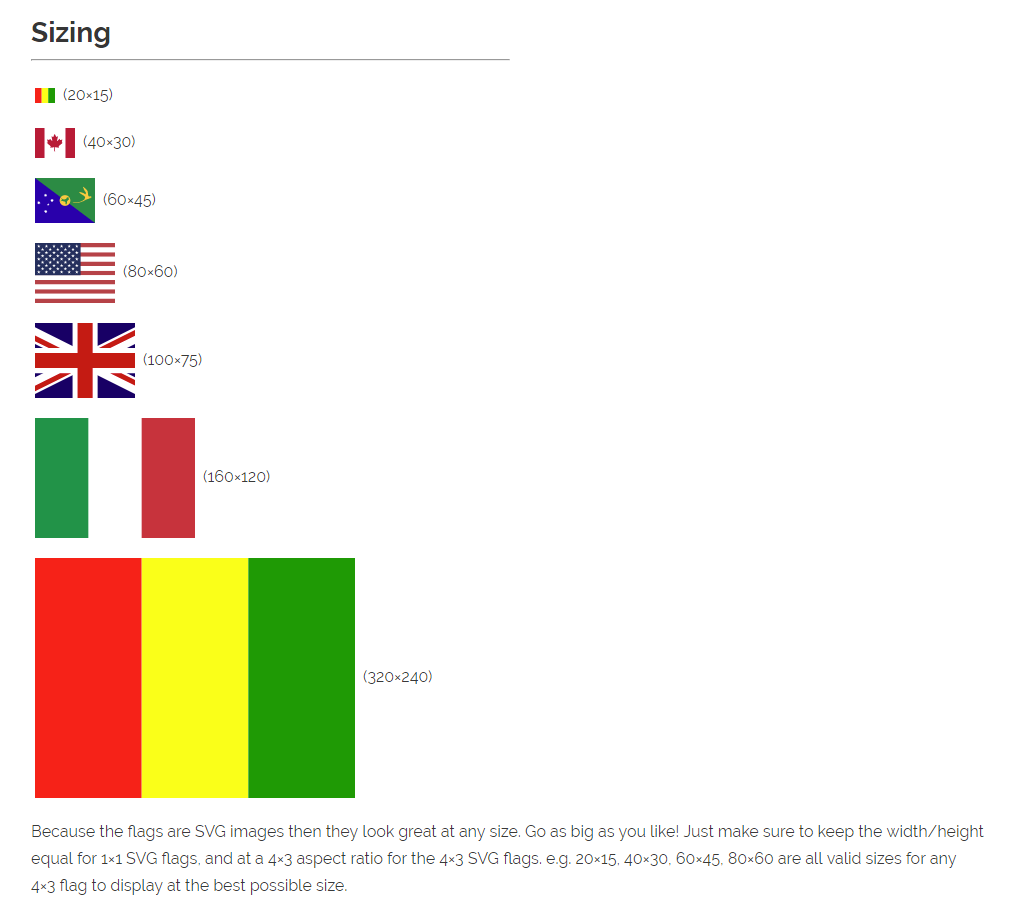 Sizing
(20×15)
(40×30)
(60×45)
(80×60)
(100×75)
(160×120)
(320×240)
Because the flags are SVG images then they look great at any size. Go as big as you like! Just make sure to keep the width/height
equal for 1×1 SVG flags, and at a 4×3 aspect ratio for the 4×3 SVG flags. e.g. 20×15, 40×30, 60×45, 80×60 are all valid sizes for any
4×3 flag to display at the best possible size.